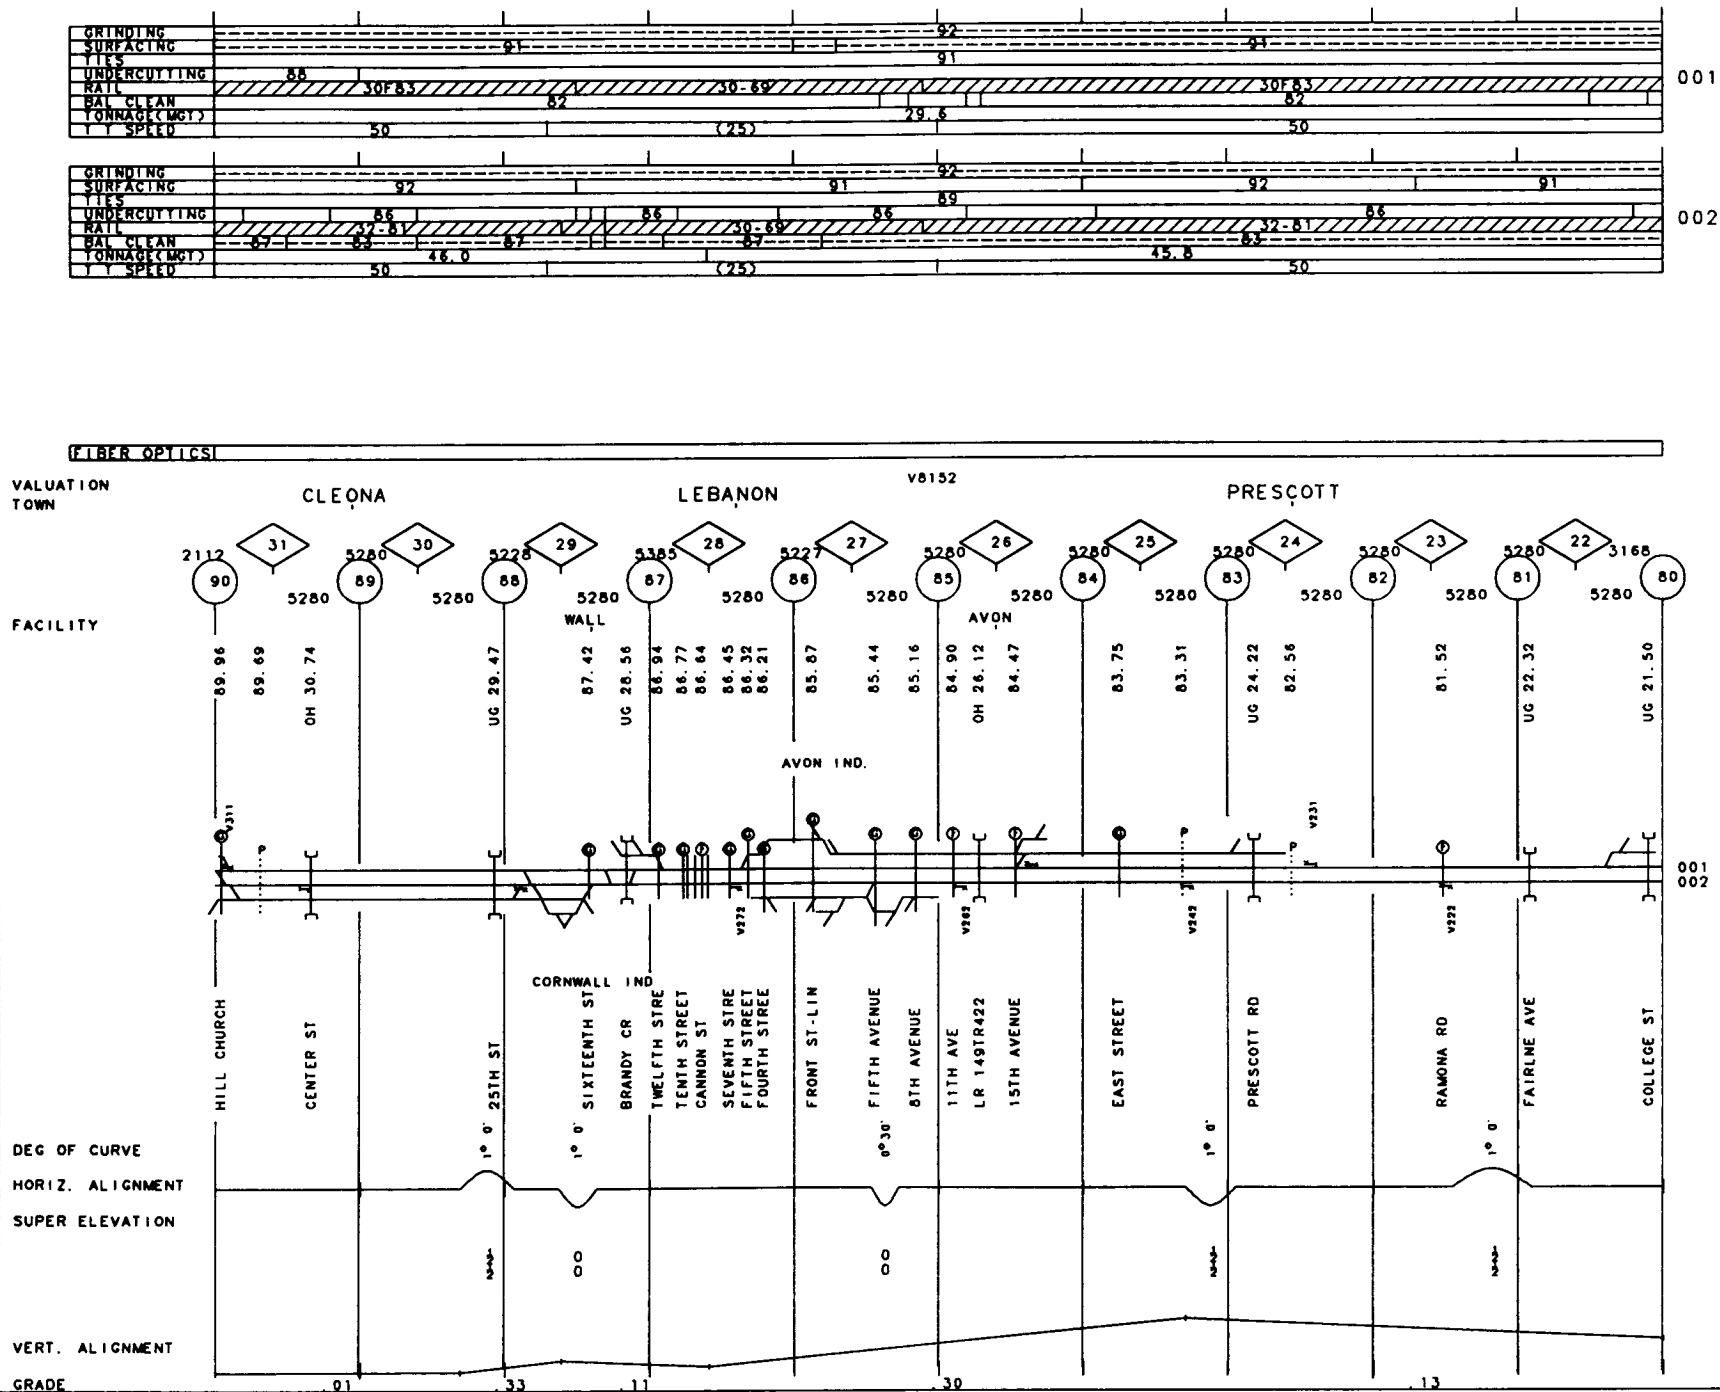 GRINDING 92
SURFACING 91 91
TIES 91
UNDERCUTTING 88
RAIL 30F83 30-69 30F83
BAL CLEAN 82 82
TONNAGE(MGT) 29.6
T T SPEED 50 (25) 50
001
GRINDING 92
SURFACING 92 91 92 91
TIES 89
UNDERCUTTING 86 86 86 86
RAIL 32-81 30-69 32-81
BAL CLEAN 87 83 87 87 83
TONNAGE(MGT) 46.0 45.8
T T SPEED 50 (25) 50
002
FIBER OPTICS
VALUATION V8152
TOWN CLEONA LEBANON PRESCOTT
31 30 29 28 27 26 25 24 23 22
2112 5280 5228 5385 5227 5280 5280 5280 5280 5280 3168
90 89 88 87 86 85 84 83 82 81 80
5280 5280 5280 5280 5280 5280 5280 5280 5280 5280
FACILITY WALL AVON
89.96
89.69
OH 30.74
UG 29.47
87.42
UG 28.56
86.94
86.77
86.64
86.45
86.32
86.21
85.87
85.44
85.16
84.90
OH 26.12
84.47
83.75
83.31
UG 24.22
82.56
81.52
UG 22.32
UG 21.50
AVON IND.
V311
V231
P P P
001
002
V272
V262
V242
V222
CORNWALL IND
HILL CHURCH
CENTER ST
25TH ST
SIXTEENTH ST
BRANDY CR
TWELFTH STRE
TENTH STREET
CANNON ST
SEVENTH STRE
FIFTH STREET
FOURTH STREE
FRONT ST-LIN
FIFTH AVENUE
8TH AVENUE
11TH AVE
LR 149TR422
15TH AVENUE
EAST STREET
PRESCOTT RD
RAMONA RD
FAIRLNE AVE
COLLEGE ST
DEG OF CURVE 1° 0' 1° 0' 0°30' 1° 0' 1° 0'
HORIZ. ALIGNMENT
SUPER ELEVATION
0 0
0 0
VERT. ALIGNMENT
GRADE .01 .33 .11 .30 .13